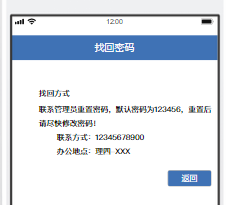 12:00
找回密码
找回方式
联系管理员重置密码，默认密码为123456，重置后
请尽快修改密码！
联系方式：12345678900
办公地点：理四 XXX
返回